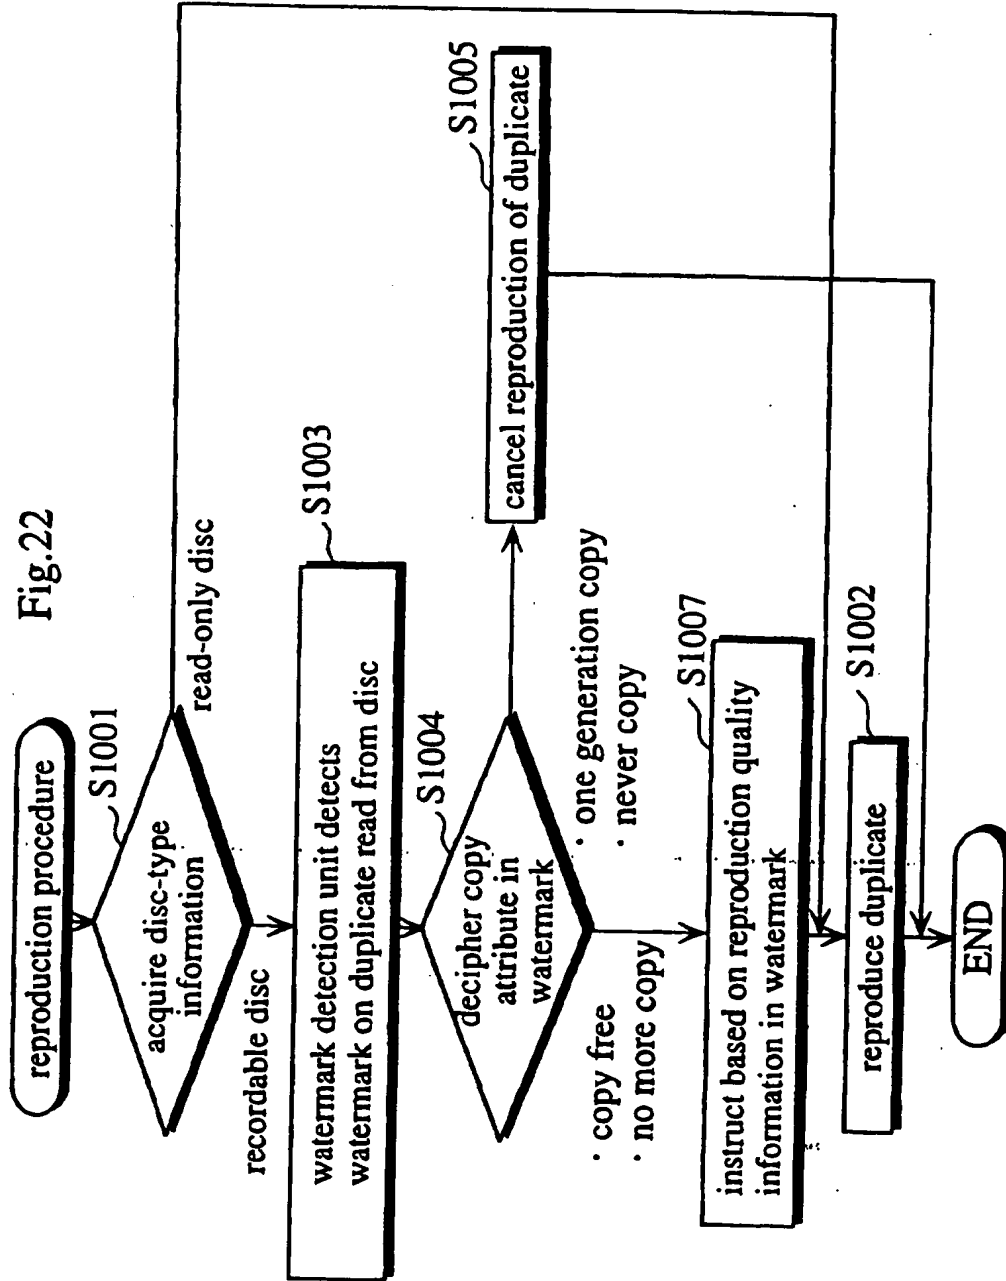 Fig.22
reproduction procedure
S1001
acquire disc-type
information
read-only disc
recordable disc
S1003
watermark detection unit detects
watermark on duplicate read from disc
S1004
decipher copy
attribute in
watermark
S1005
cancel reproduction of duplicate
· one generation copy
· never copy
· copy free
· no more copy
S1007
instruct based on reproduction quality
information in watermark
S1002
reproduce duplicate
END